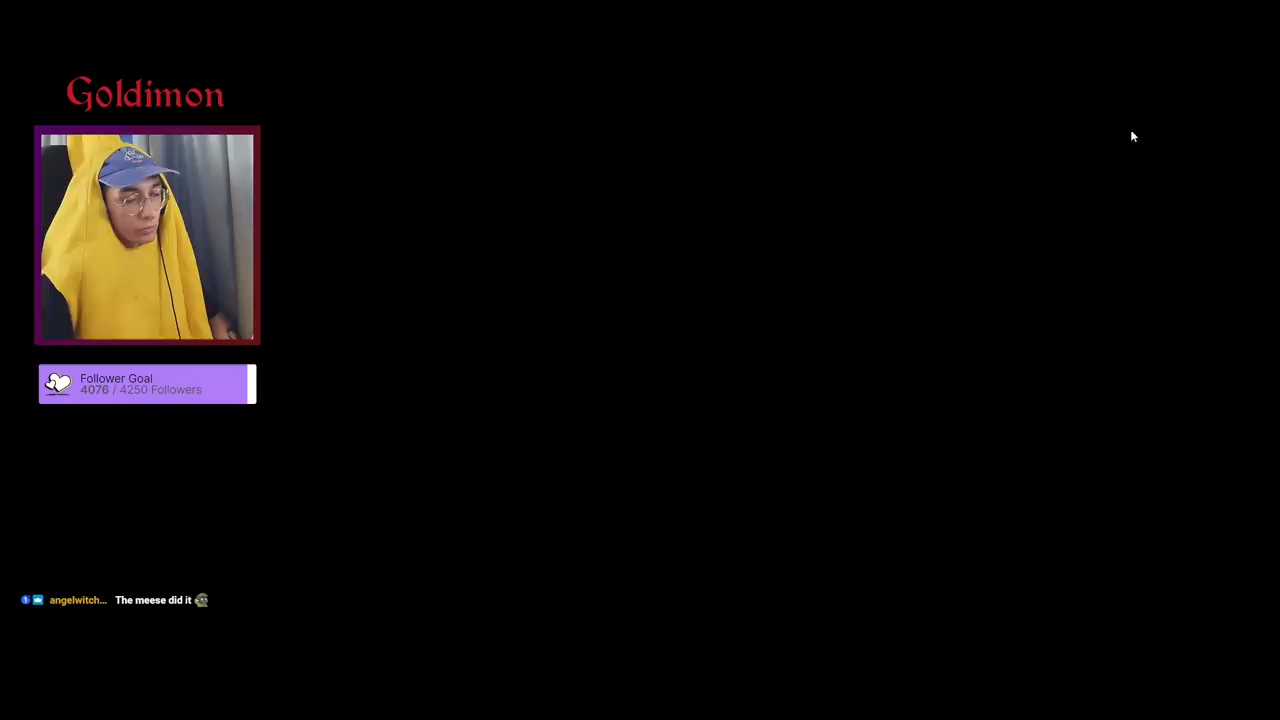 Goldimon
Follower Goal
4076 / 4250 Followers
angelwitch... The meese did it